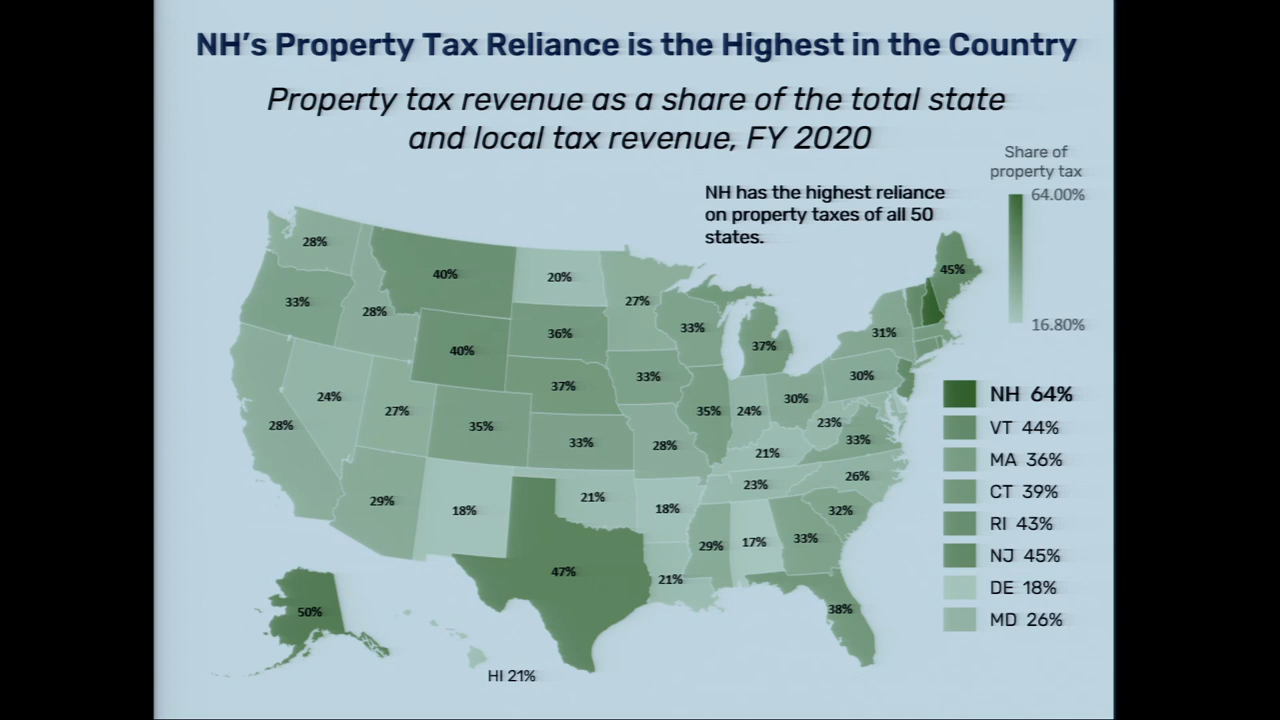 NH's Property Tax Reliance is the Highest in the Country
Property tax revenue as a share of the total state
and local tax revenue, FY 2020
Share of
property tax
64.00%
16.80%
NH has the highest reliance
on property taxes of all 50
states.
28%
40%
20%
27%
45%
33%
28%
36%
33%
37%
31%
40%
37%
33%
30%
30%
24%
27%
35%
33%
28%
35%
24%
23%
33%
28%
21%
26%
29%
18%
21%
18%
23%
32%
29%
17%
33%
47%
21%
38%
50%
HI 21%
NH 64%
VT 44%
MA 36%
CT 39%
RI 43%
NJ 45%
DE 18%
MD 26%